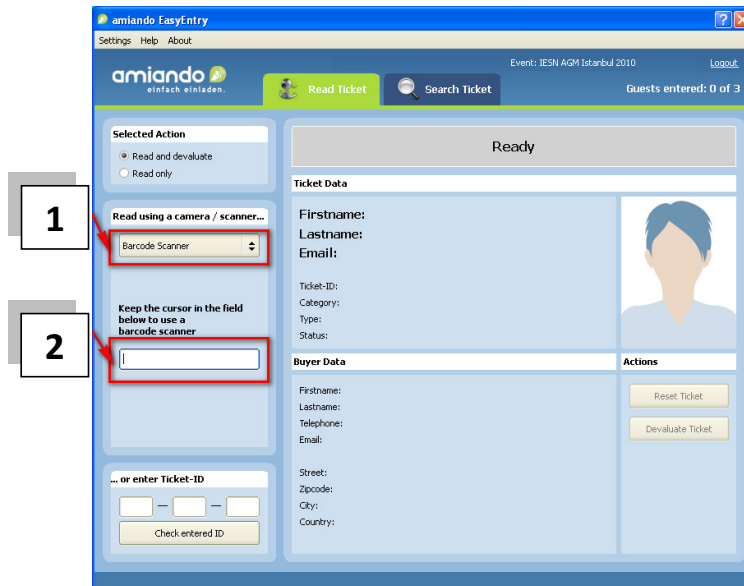 amiando EasyEntry
Settings Help About
Event: IESN AGM Istanbul 2010 Logout
amiando
einfach einladen.
Read Ticket
Search Ticket
Guests entered: 0 of 3
Selected Action
Read and devaluate
Read only
1
Read using a camera / scanner...
Barcode Scanner
Keep the cursor in the field
below to use a
barcode scanner
2
... or enter Ticket-ID
Check entered ID
Ready
Ticket Data
Firstname:
Lastname:
Email:
Ticket-ID:
Category:
Type:
Status:
Buyer Data
Firstname:
Lastname:
Telephone:
Email:
Street:
Zipcode:
City:
Country:
Actions
Reset Ticket
Devaluate Ticket